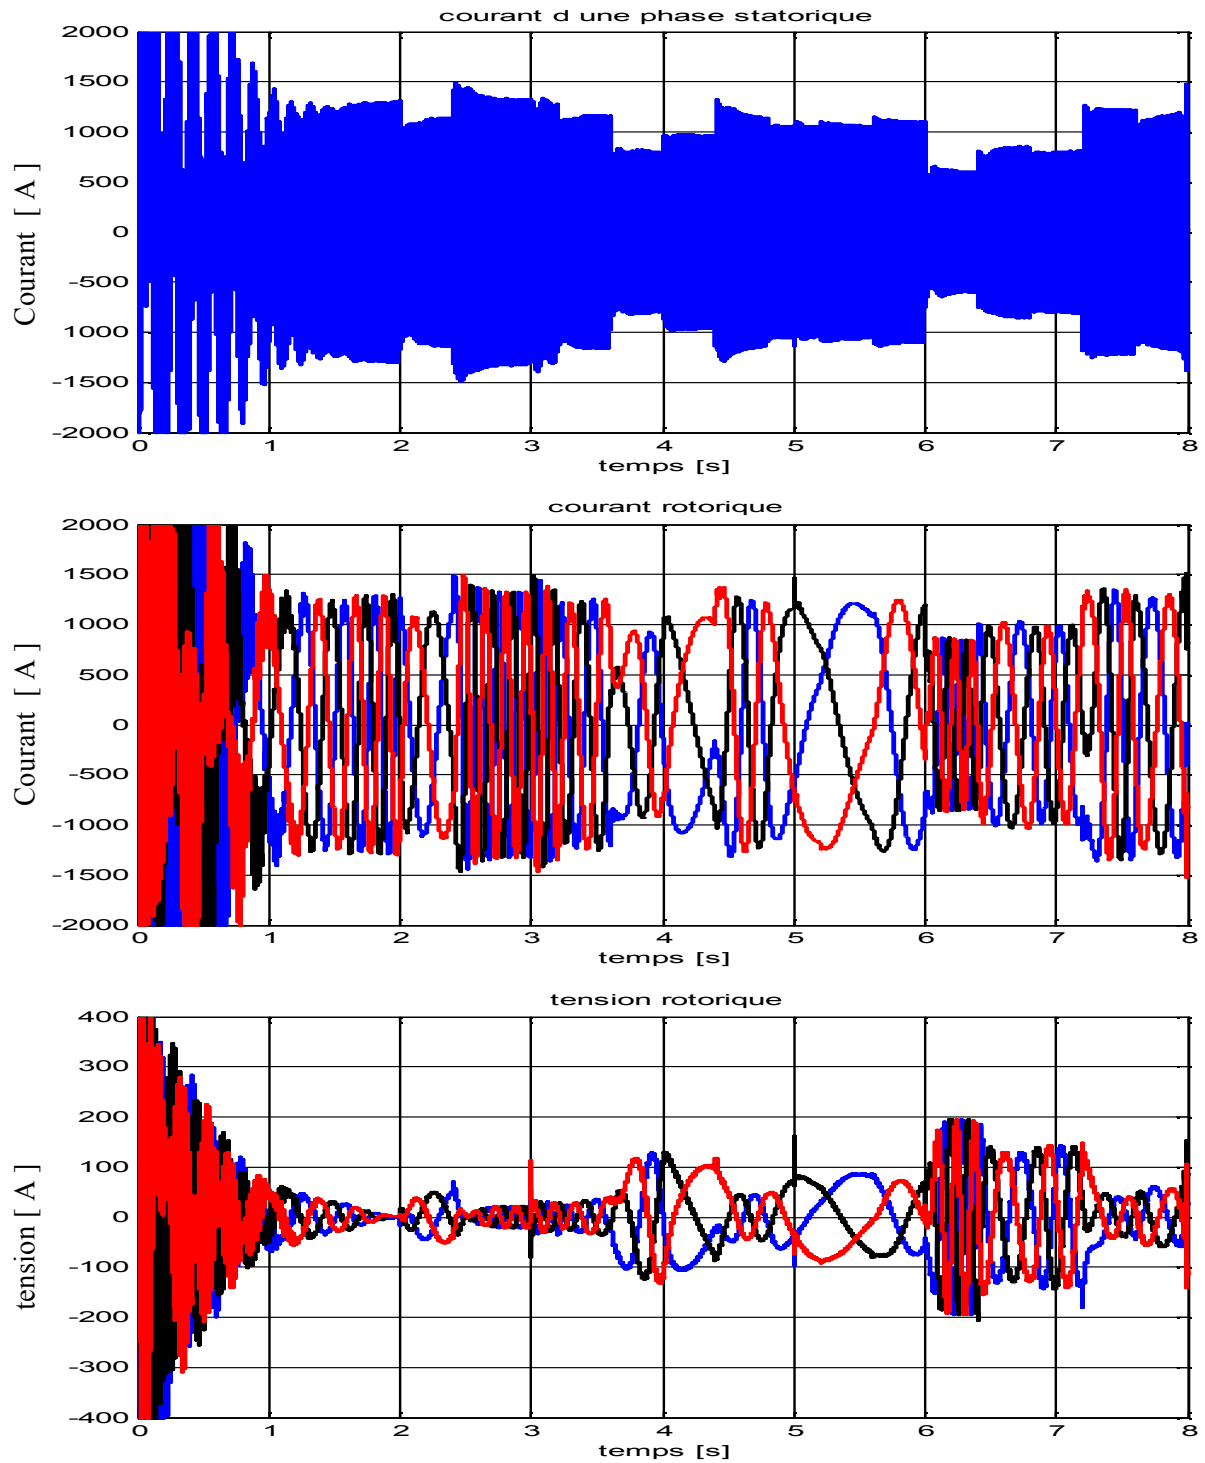 courant d une phase statorique
2000
1500
1000
500
0
-500
1000
-1500
-2000
Courant [ A ]
0 1 2 3 4 5 6 7 8
temps [s]
courant rotorique
2000
1500
1000
500
0
-500
-1000
-1500
-2000
Courant [ A ]
0 1 2 3 4 5 6 7 8
temps [s]
tension rotorique
400
300
200
100
0
-100
-200
-300
-400
tension [ A ]
0 1 2 3 4 5 6 7 8
temps [s]